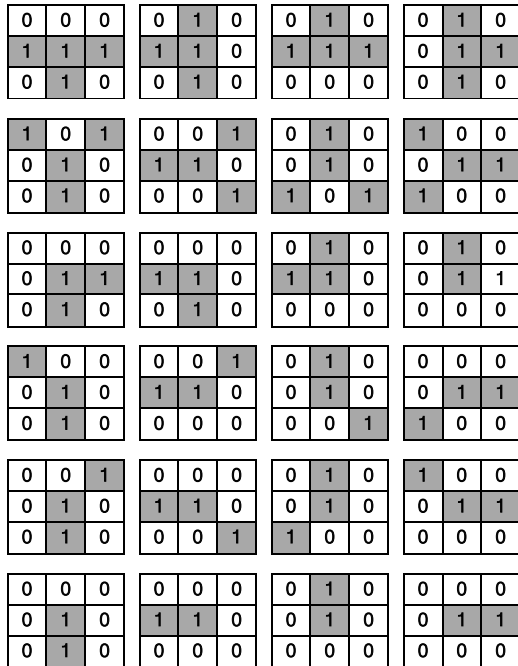 0 0 0 0 1 0 0 1 0 0 1 0
1 1 1 1 1 0 1 1 1 0 1 1
0 1 0 0 1 0 0 0 0 0 1 0
1 0 1 0 0 1 0 1 0 1 0 0
0 1 0 1 1 0 0 1 0 0 1 1
0 1 0 0 0 1 1 0 1 1 0 0
0 0 0 0 0 0 0 1 0 0 1 0
0 1 1 1 1 0 1 1 0 0 1 1
0 1 0 0 1 0 0 0 0 0 0 0
1 0 0 0 0 1 0 1 0 0 0 0
0 1 0 1 1 0 0 1 0 0 1 1
0 1 0 0 0 0 0 0 1 1 0 0
0 0 1 0 0 0 0 1 0 1 0 0
0 1 0 1 1 0 0 1 0 0 1 1
0 1 0 0 0 1 1 0 0 0 0 0
0 0 0 0 0 0 0 1 0 0 0 0
0 1 0 1 1 0 0 1 0 0 1 1
0 1 0 0 0 0 0 0 0 0 0 0